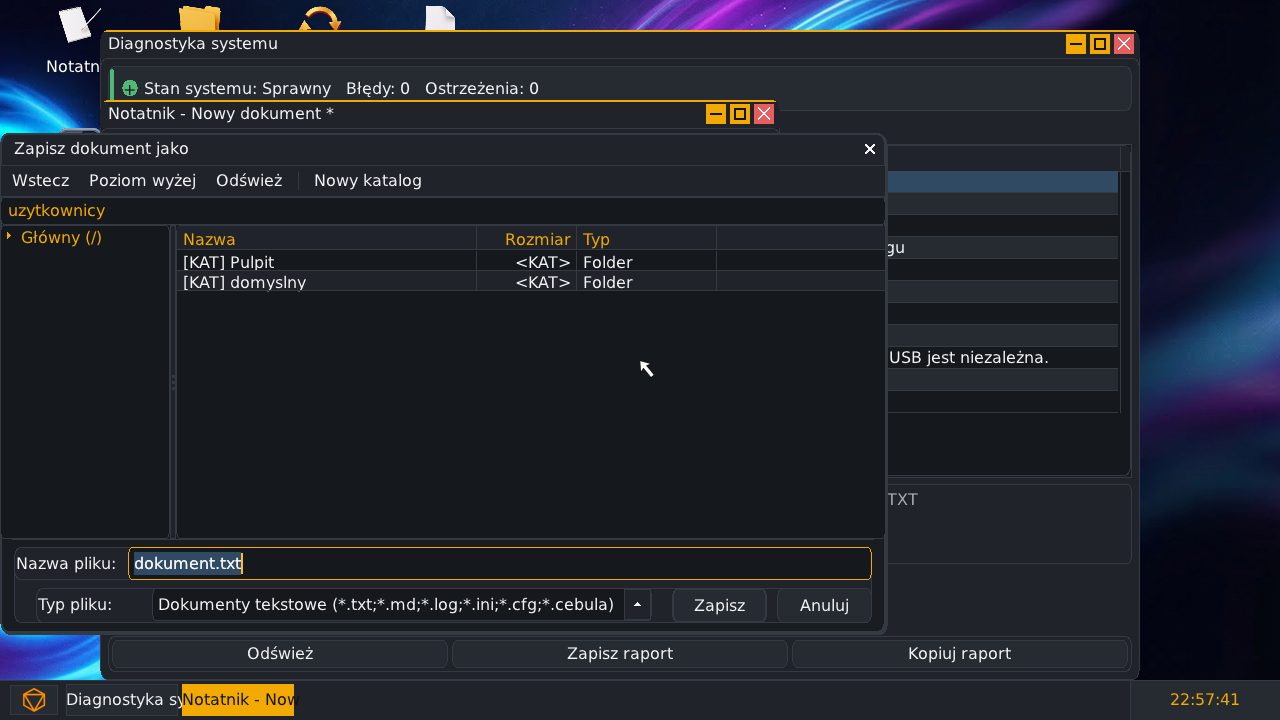 Notatn
Diagnostyka systemu
Stan systemu: Sprawny Błędy: 0 Ostrzeżenia: 0
Notatnik - Nowy dokument *
Zapisz dokument jako
Wstecz Poziom wyżej Odśwież Nowy katalog
uzytkownicy
Główny (/)
Nazwa Rozmiar Typ
[KAT] Pulpit <KAT> Folder
[KAT] domyslny <KAT> Folder
gu
USB jest niezależna.
TXT
Nazwa pliku: dokument.txt
Typ pliku: Dokumenty tekstowe (*.txt;*.md;*.log;*.ini;*.cfg;*.cebula) Zapisz Anuluj
Odśwież Zapisz raport Kopiuj raport
Diagnostyka sy Notatnik - Now 22:57:41